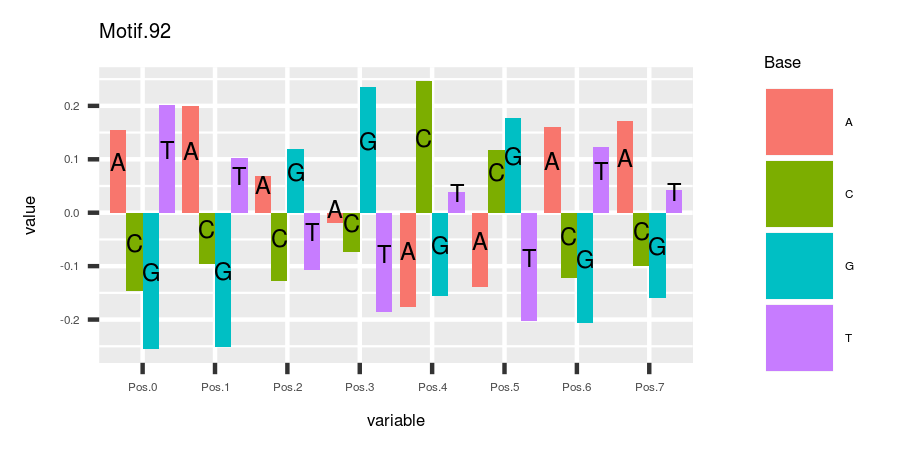 Motif.92
value
0.2
0.1
0.0
-0.1
-0.2
A C G T A C G T A C G T A C G T A C G T A C G T A C G T A C G T
Pos.0 Pos.1 Pos.2 Pos.3 Pos.4 Pos.5 Pos.6 Pos.7
variable
Base
A
C
G
T